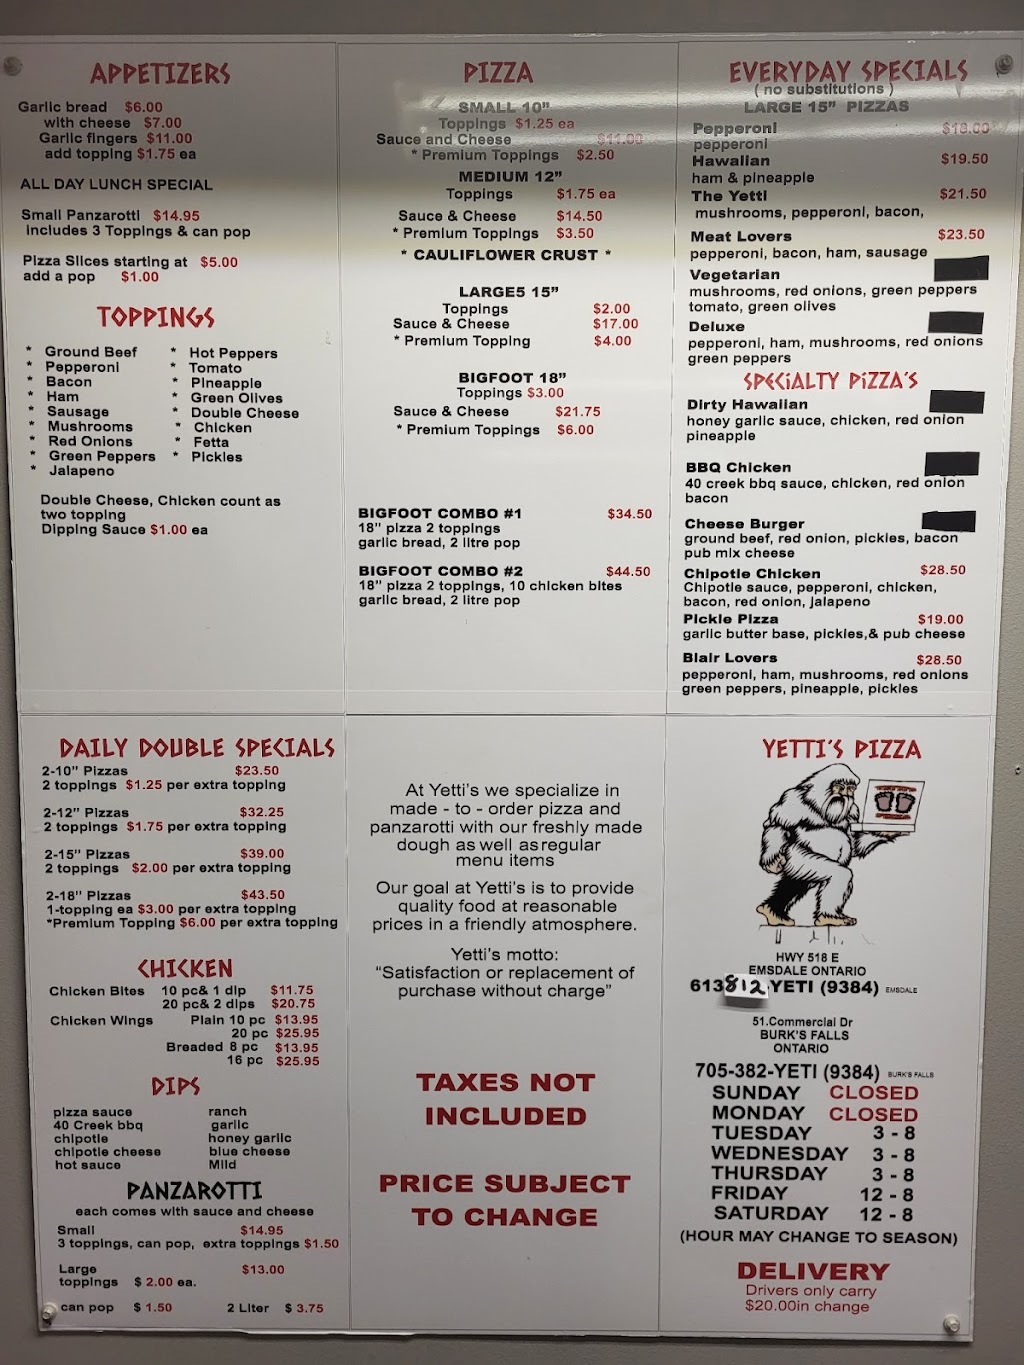 APPETIZERS
Garlic bread $6.00
with cheese $7.00
Garlic fingers $11.00
add topping $1.75 ea
ALL DAY LUNCH SPECIAL
Small Panzarotti $14.95
includes 3 Toppings & can pop
Pizza Slices starting at $5.00
add a pop $1.00
TOPPINGS
* Ground Beef
* Pepperoni
* Bacon
* Ham
* Sausage
* Mushrooms
* Red Onions
* Green Peppers
* Jalapeno
* Hot Peppers
* Tomato
* Pineapple
* Green Olives
* Double Cheese
* Chicken
* Fetta
* Pickles
Double Cheese, Chicken count as
two topping
Dipping Sauce $1.00 ea
PIZZA
SMALL 10”
Toppings $1.25 ea
Sauce and Cheese $11.00
* Premium Toppings $2.50
MEDIUM 12”
Toppings $1.75 ea
Sauce & Cheese $14.50
* Premium Toppings $3.50
* CAULIFLOWER CRUST *
LARGE5 15”
Toppings $2.00
Sauce & Cheese $17.00
* Premium Topping $4.00
BIGFOOT 18”
Toppings $3.00
Sauce & Cheese $21.75
* Premium Toppings $6.00
BIGFOOT COMBO #1 $34.50
18” pizza 2 toppings
garlic bread, 2 litre pop
BIGFOOT COMBO #2 $44.50
18” pizza 2 toppings, 10 chicken bites
garlic bread, 2 litre pop
EVERYDAY SPECIALS
( no substitutions )
LARGE 15” PIZZAS
Pepperoni
pepperoni
Hawaiian $19.50
ham & pineapple
The Yetti $21.50
mushrooms, pepperoni, bacon,
Meat Lovers $23.50
pepperoni, bacon, ham, sausage
Vegetarian
mushrooms, red onions, green peppers
tomato, green olives
Deluxe
pepperoni, ham, mushrooms, red onions
green peppers
SPECIALTY PIZZA'S
Dirty Hawaiian
honey garlic sauce, chicken, red onion
pineapple
BBQ Chicken
40 creek bbq sauce, chicken, red onion
bacon
Cheese Burger
ground beef, red onion, pickles, bacon
pub mix cheese
Chipotle Chicken $28.50
Chipotle sauce, pepperoni, chicken,
bacon, red onion, jalapeno
Pickle Pizza $19.00
garlic butter base, pickles,& pub cheese
Blair Lovers $28.50
pepperoni, ham, mushrooms, red onions
green peppers, pineapple, pickles
DAILY DOUBLE SPECIALS
2-10” Pizzas $23.50
2 toppings $1.25 per extra topping
2-12” Pizzas $32.25
2 toppings $1.75 per extra topping
2-15” Pizzas $39.00
2 toppings $2.00 per extra topping
2-18” Pizzas $43.50
1-topping ea $3.00 per extra topping
*Premium Topping $6.00 per extra topping
CHICKEN
Chicken Bites 10 pc& 1 dip $11.75
20 pc& 2 dips $20.75
Chicken Wings Plain 10 pc $13.95
20 pc $25.95
Breaded 8 pc $13.95
16 pc $25.95
DIPS
pizza sauce ranch
40 Creek bbq garlic
chipotle honey garlic
chipotle cheese blue cheese
hot sauce Mild
PANZAROTTI
each comes with sauce and cheese
Small $14.95
3 toppings, can pop, extra toppings $1.50
Large $13.00
toppings $ 2.00 ea.
can pop $ 1.50 2 Liter $ 3.75
At Yetti’s we specialize in
made - to - order pizza and
panzarotti with our freshly made
dough as well as regular
menu items
Our goal at Yetti’s is to provide
quality food at reasonable
prices in a friendly atmosphere.
Yetti’s motto:
“Satisfaction or replacement of
purchase without charge”
TAXES NOT
INCLUDED
PRICE SUBJECT
TO CHANGE
YETTI'S PIZZA
HWY 518 E
EMSDALE ONTARIO
613 812-YETI (9384) EMSDALE
51.Commercial Dr
BURK'S FALLS
ONTARIO
705-382-YETI (9384) BURK'S FALLS
SUNDAY CLOSED
MONDAY CLOSED
TUESDAY 3 - 8
WEDNESDAY 3 - 8
THURSDAY 3 - 8
FRIDAY 12 - 8
SATURDAY 12 - 8
(HOUR MAY CHANGE TO SEASON)
DELIVERY
Drivers only carry
$20.00in change